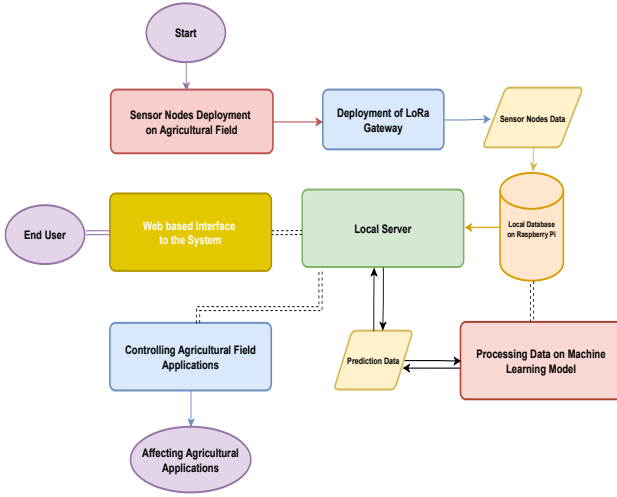 Start
Sensor Nodes Deployment
on Agricultural Field
Deployment of LoRa
Gateway
Sensor Nodes Data
End User
Web based Interface
to the System
Local Server
Local Database
on Raspberry Pi
Controlling Agricultural Field
Applications
Prediction Data
Processing Data on Machine
Learning Model
Affecting Agricultural
Applications